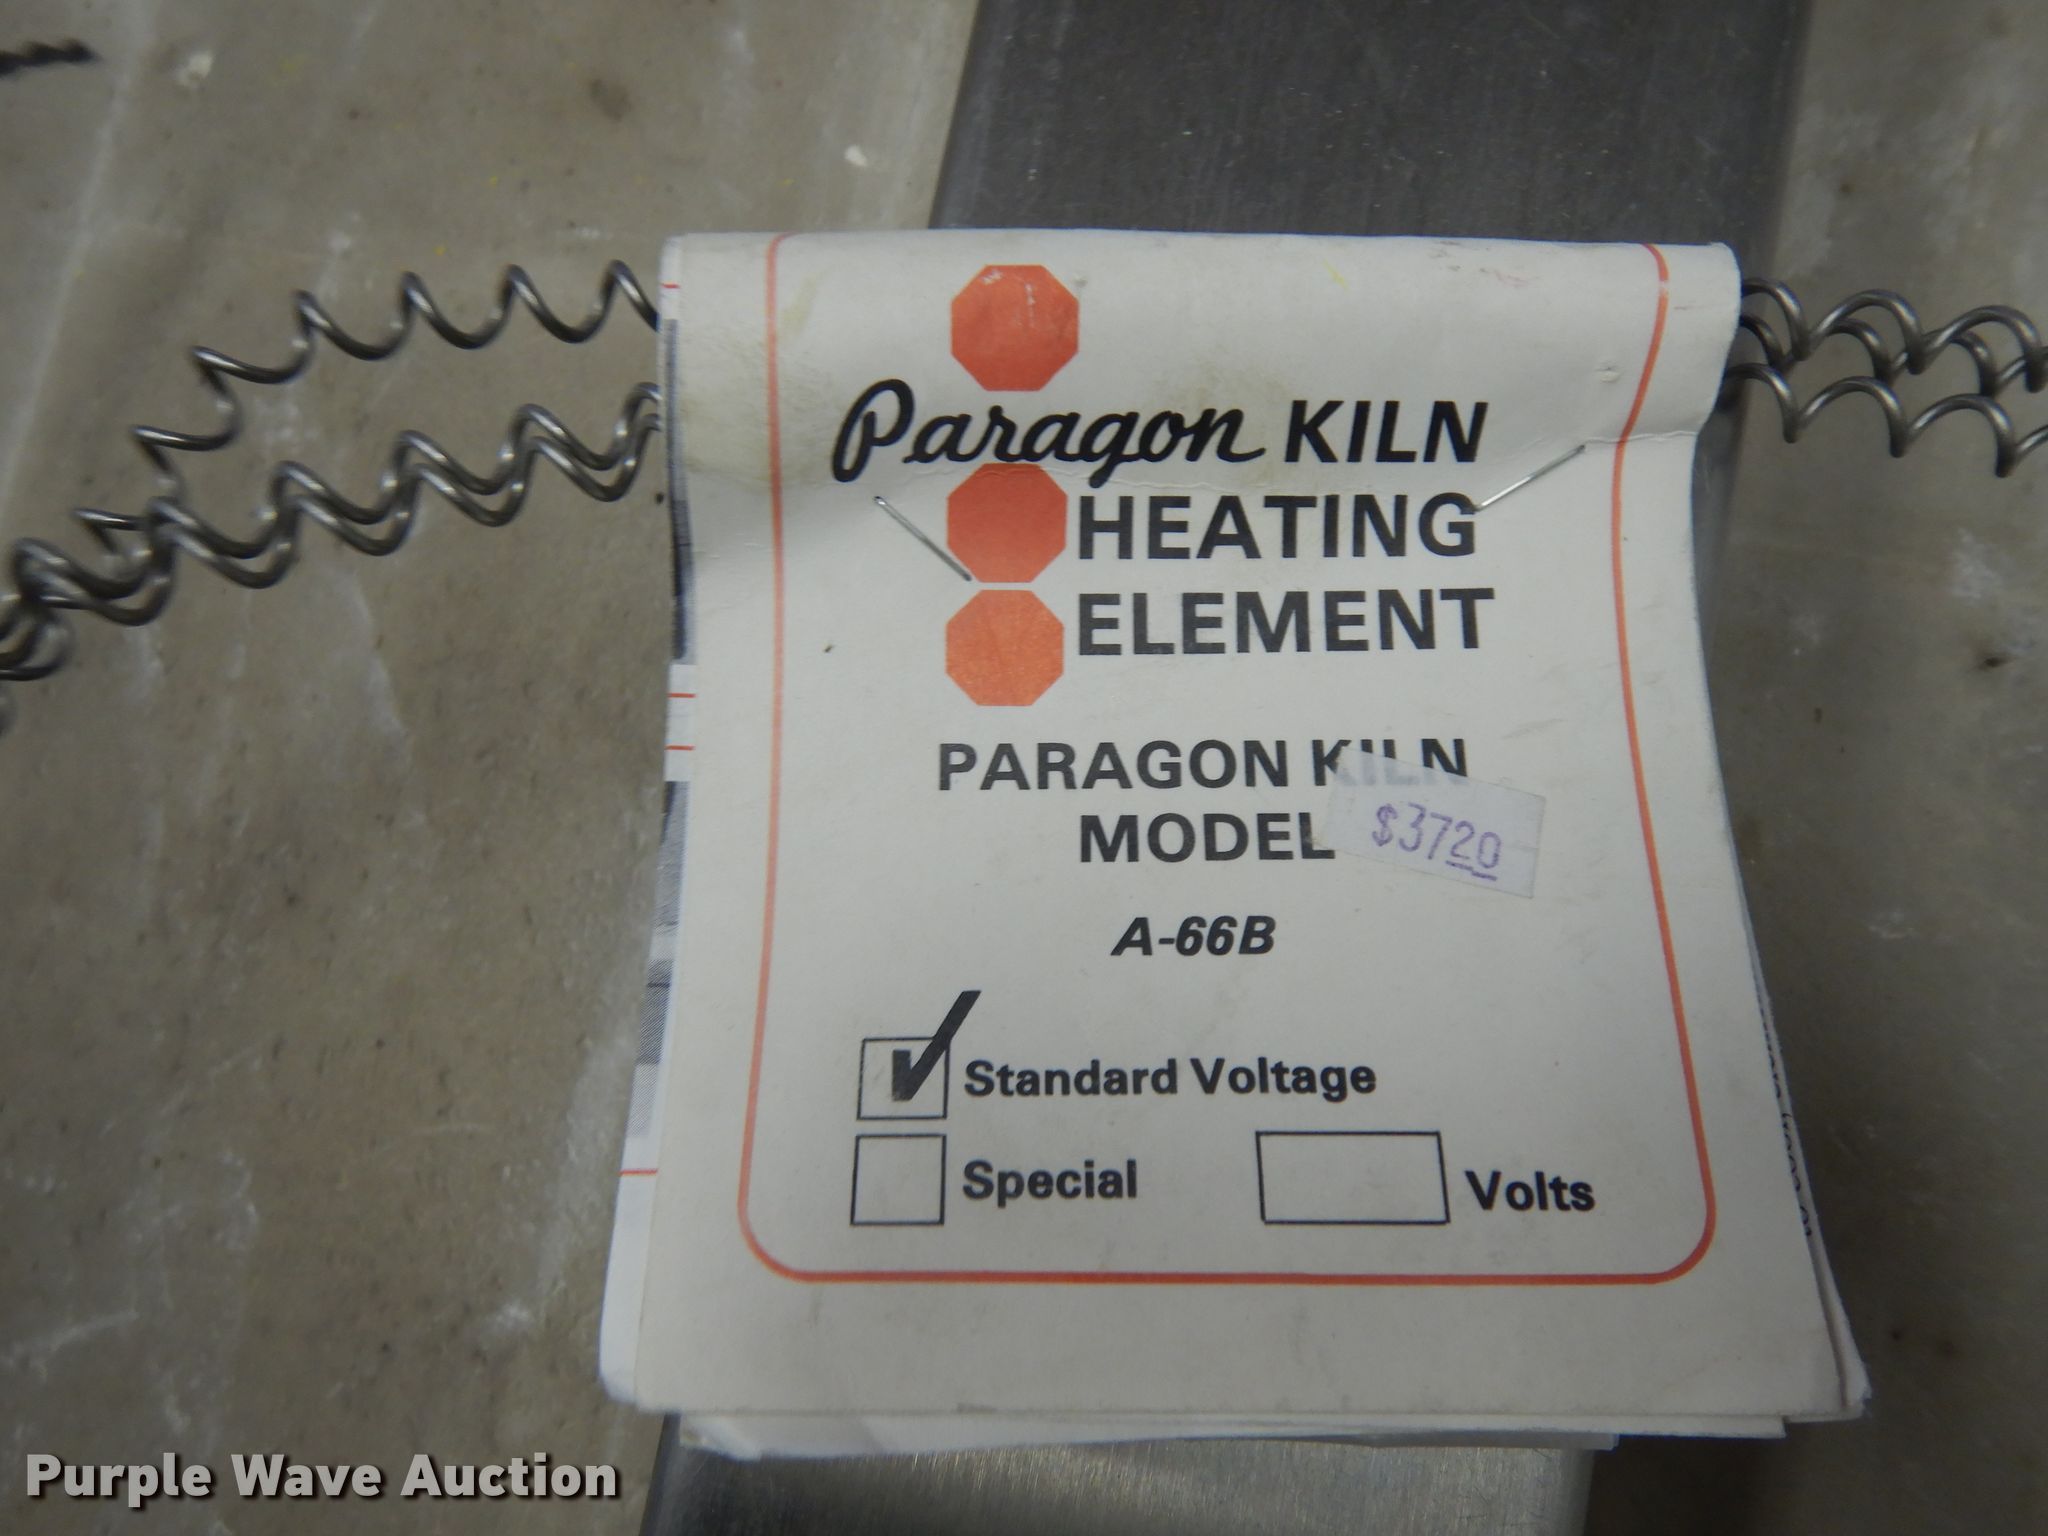 Paragon KILN
HEATING
ELEMENT
PARAGON KILN
MODEL
$3720
A-66B
Standard Voltage
Special
Volts
Purple Wave Auction